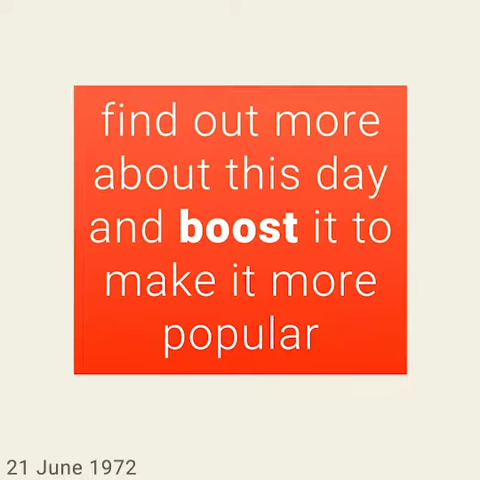 find out more
about this day
and boost it to
make it more
popular
21 June 1972